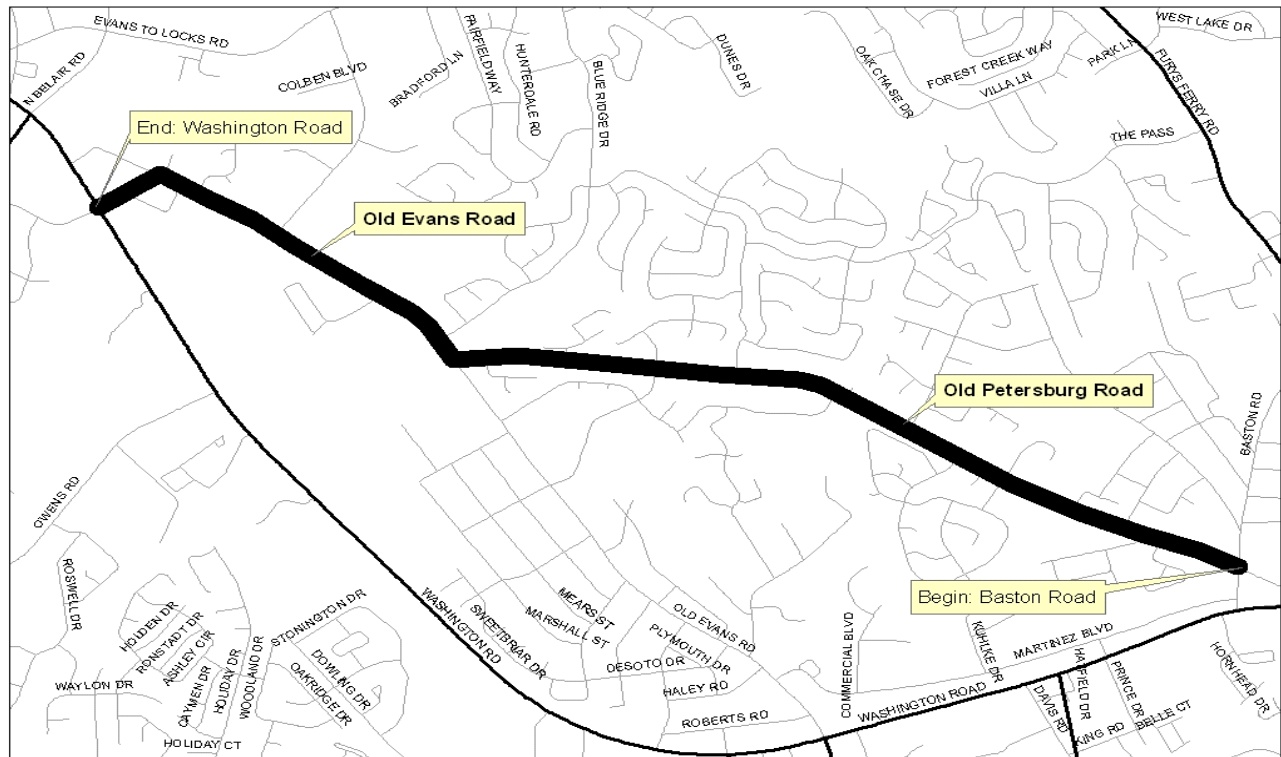 EVANS TO LOCKS RD
N BELAIR RD
COLBEN BLVD
BRADFORD LN
FAIRFIELD WAY
HUNTERDALE RD
BLUE RIDGE DR
DUNES DR
OAK CHASE DR
FOREST CREEK WAY
VILLA LN
PARK LN
WEST LAKE DR
FURYS FERRY RD
THE PASS
End: Washington Road
Old Evans Road
Old Petersburg Road
BASTON RD
Begin: Baston Road
OWENS RD
ROSWELL DR
HOLDEN DR
RONSTADT DR
ASHLEY CIR
CAYMEN DR
HOLIDAY DR
WOODLAND DR
WAYLON DR
HOLIDAY CT
STONINGTON DR
DOWLING DR
OAKRIDGE DR
WASHINGTON RD
SWEETBRIAR DR
MEARS ST
MARSHALL ST
OLD EVANS RD
PLYMOUTH DR
DESOTO DR
HALEY RD
ROBERTS RD
COMMERCIAL BLVD
KUHLKE DR
MARTINEZ BLVD
WASHINGTON ROAD
DAVIS RD
HATFIELD DR
PRINCE DR
KING RD
BELLE CT
HORNHEAD DR